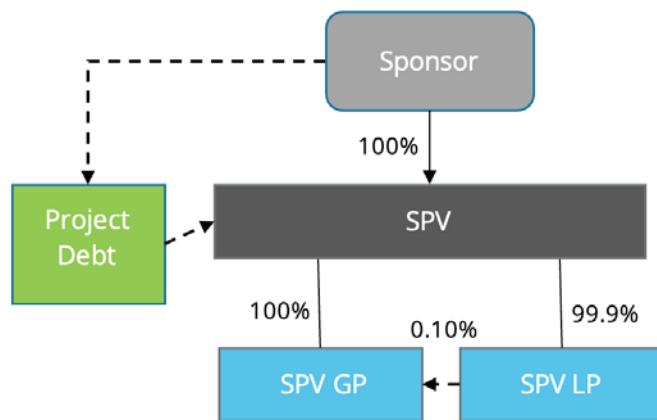 Sponsor
100%
Project
Debt
SPV
100%
0.10%
99.9%
SPV GP
SPV LP